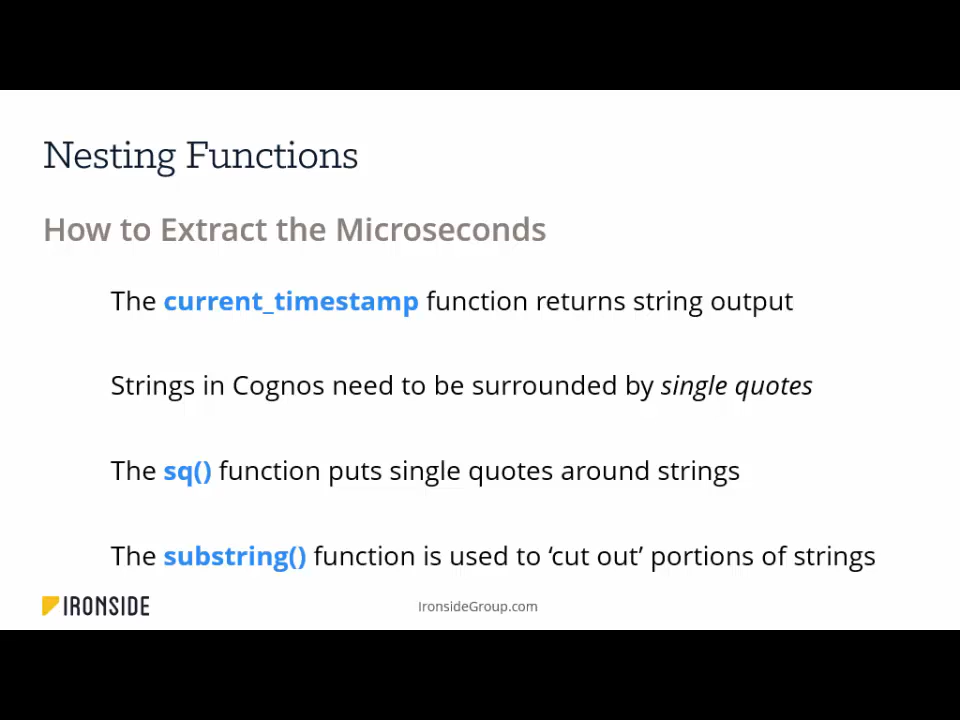 Nesting Functions
How to Extract the Microseconds
The current_timestamp function returns string output
Strings in Cognos need to be surrounded by single quotes
The sq() function puts single quotes around strings
The substring() function is used to ‘cut out’ portions of strings
IRONSIDE
IronsideGroup.com